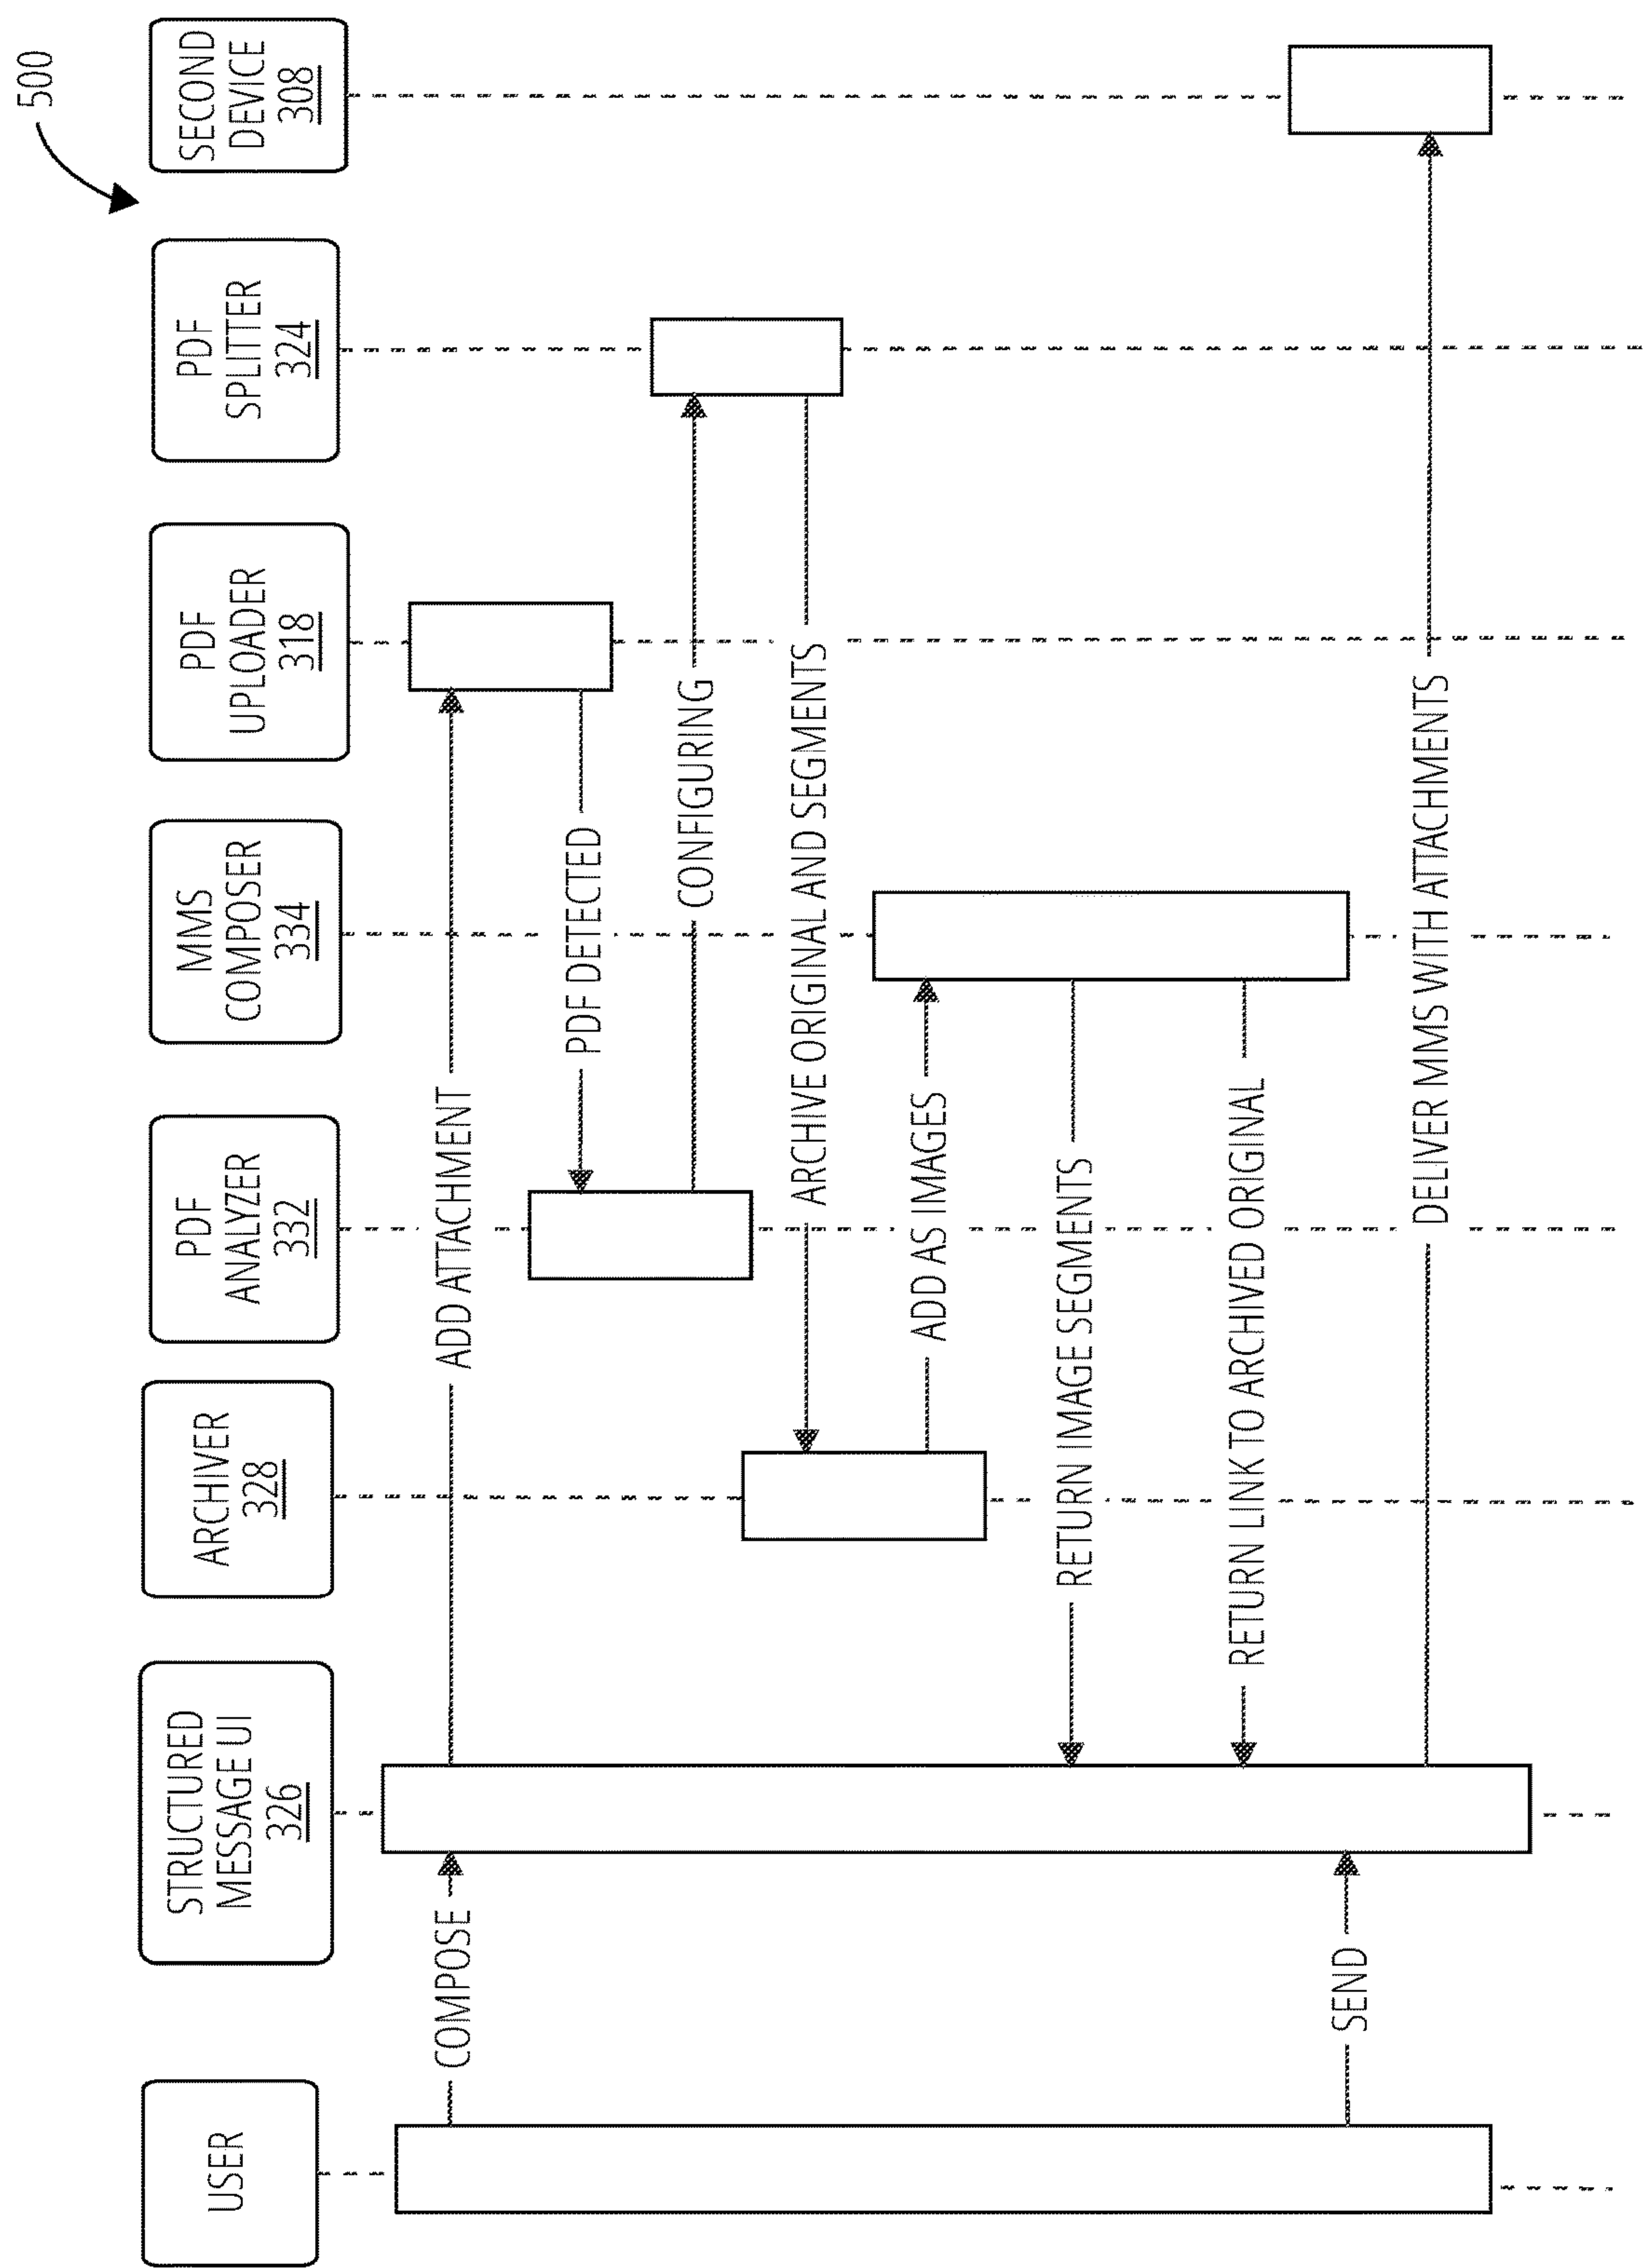 500
USER
STRUCTURED
MESSAGE UI
326
ARCHIVER
328
PDF
ANALYZER
332
MMS
COMPOSER
334
PDF
UPLOADER
318
PDF
SPLITTER
324
SECOND
DEVICE
308
COMPOSE
ADD ATTACHMENT
PDF DETECTED
CONFIGURING
ARCHIVE ORIGINAL AND SEGMENTS
ADD AS IMAGES
RETURN IMAGE SEGMENTS
RETURN LINK TO ARCHIVED ORIGINAL
SEND
DELIVER MMS WITH ATTACHMENTS